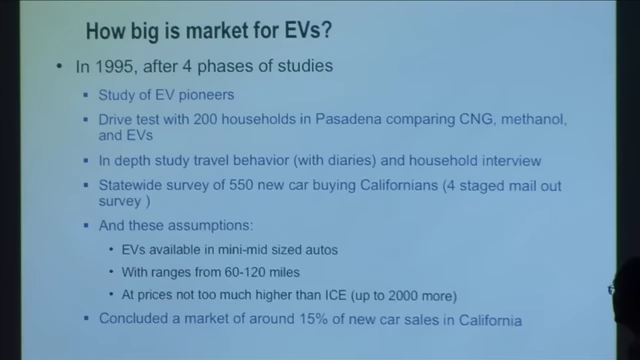 How big is market for EVs?
• In 1995, after 4 phases of studies
▪ Study of EV pioneers
▪ Drive test with 200 households in Pasadena comparing CNG, methanol,
and EVs
▪ In depth study travel behavior (with diaries) and household interview
▪ Statewide survey of 550 new car buying Californians (4 staged mail out
survey )
▪ And these assumptions:
• EVs available in mini-mid sized autos
• With ranges from 60-120 miles
• At prices not too much higher than ICE (up to 2000 more)
▪ Concluded a market of around 15% of new car sales in California